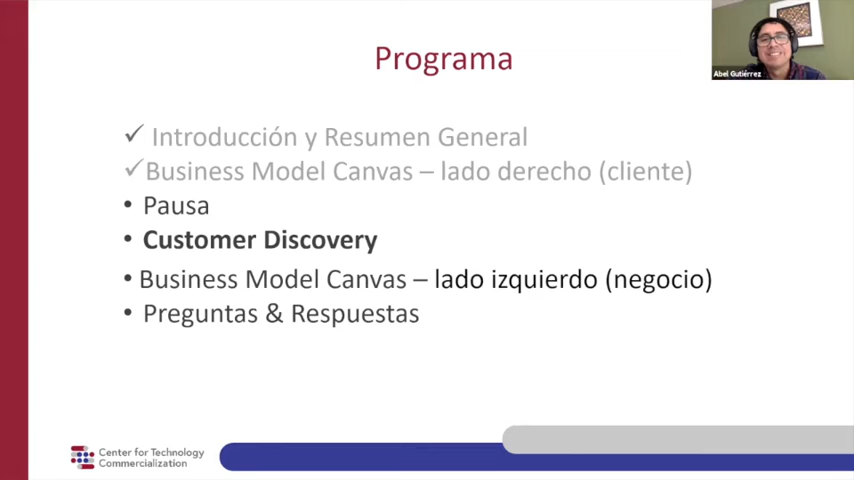 Programa
Abel Gutiérrez
✓ Introducción y Resumen General
✓Business Model Canvas – lado derecho (cliente)
• Pausa
• Customer Discovery
• Business Model Canvas – lado izquierdo (negocio)
• Preguntas & Respuestas
Center for Technology
Commercialization